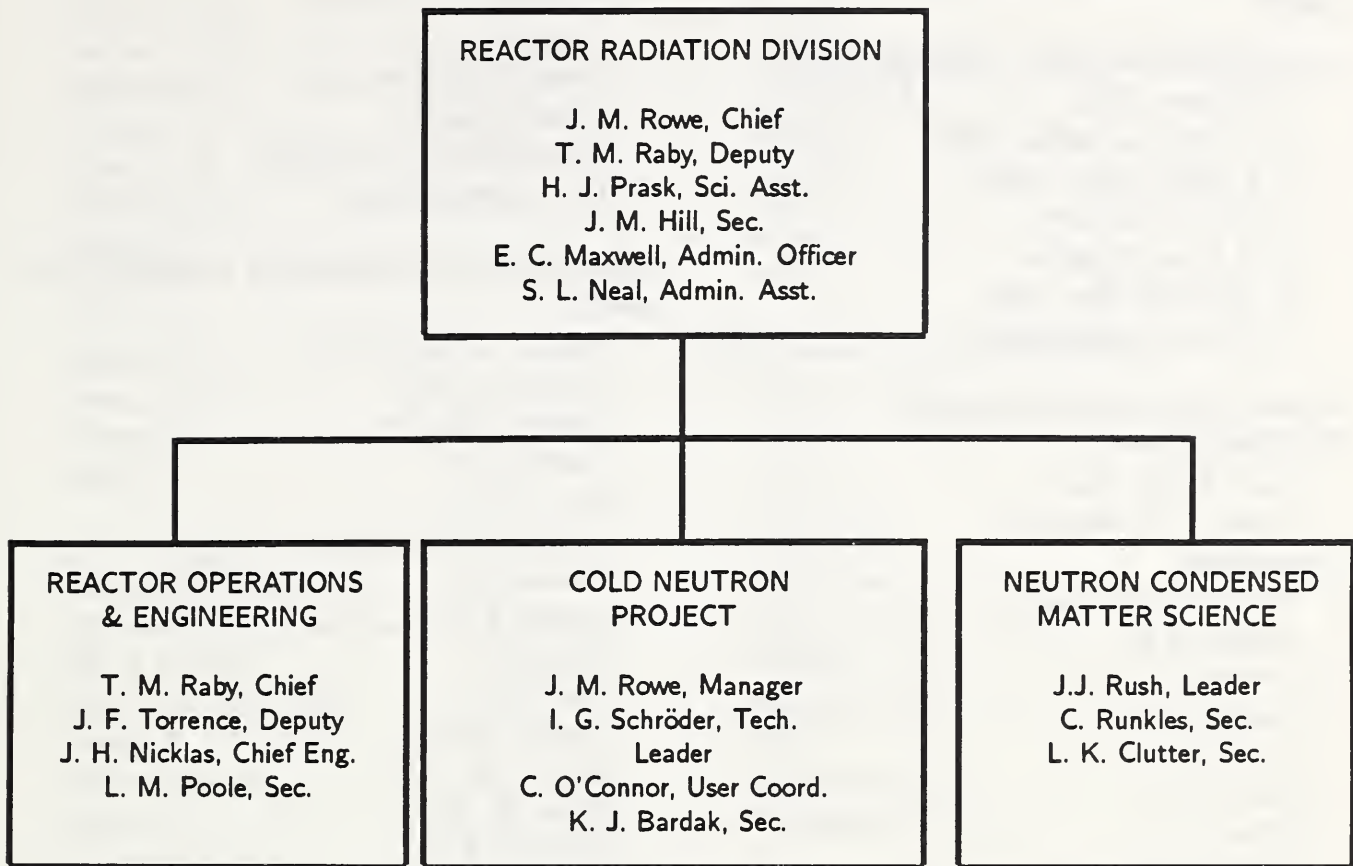 REACTOR RADIATION DIVISION
J. M. Rowe, Chief
T. M. Raby, Deputy
H. J. Prask, Sci. Asst.
J. M. Hill, Sec.
E. C. Maxwell, Admin. Officer
S. L. Neal, Admin. Asst.
REACTOR OPERATIONS
& ENGINEERING
T. M. Raby, Chief
J. F. Torrence, Deputy
J. H. Nicklas, Chief Eng.
L. M. Poole, Sec.
COLD NEUTRON
PROJECT
J. M. Rowe, Manager
I. G. Schröder, Tech.
Leader
C. O'Connor, User Coord.
K. J. Bardak, Sec.
NEUTRON CONDENSED
MATTER SCIENCE
J.J. Rush, Leader
C. Runkles, Sec.
L. K. Clutter, Sec.